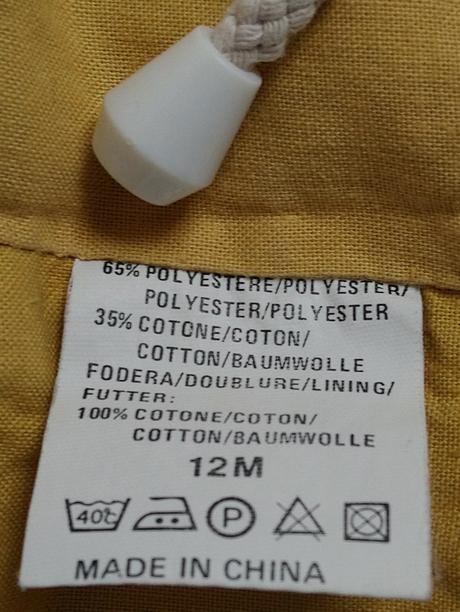 65% POLYESTERE/POLYESTER/
POLYESTER/POLYESTER
35% COTONE/COTON/
COTTON/BAUMWOLLE
FODERA/DOUBLURE/LINING/
FUTTER:
100% COTONE/COTON/
COTTON/BAUMWOLLE
12M
40C P
MADE IN CHINA